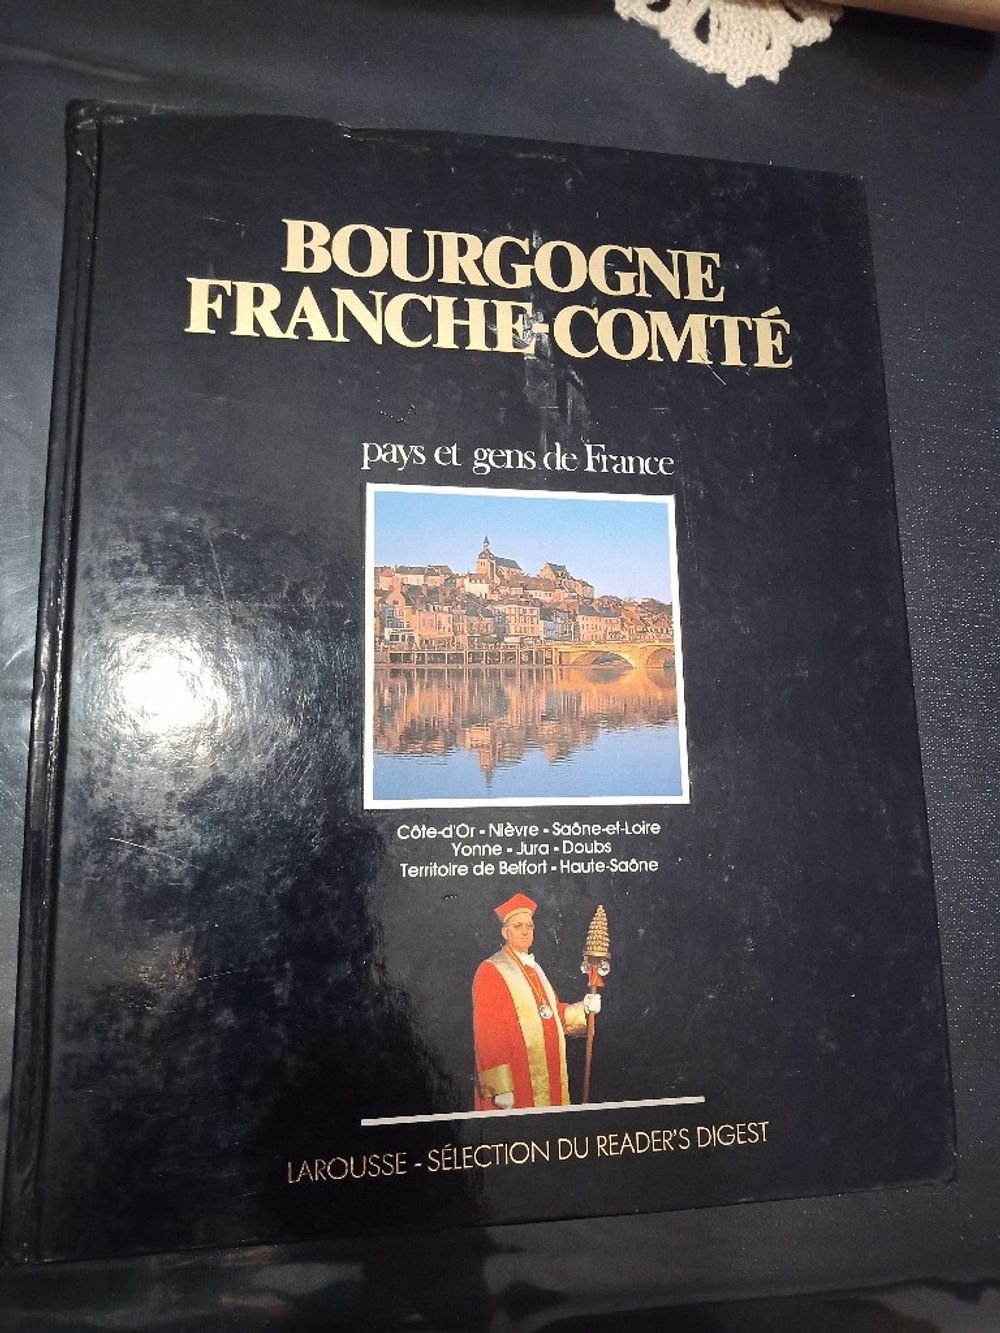 BOURGOGNE
FRANCHE-COMTÉ
pays et gens de France
Côte-d'Or - Nièvre - Saône-et-Loire
Yonne - Jura - Doubs
Territoire de Belfort - Haute-Saône
LAROUSSE - SÉLECTION DU READER'S DIGEST